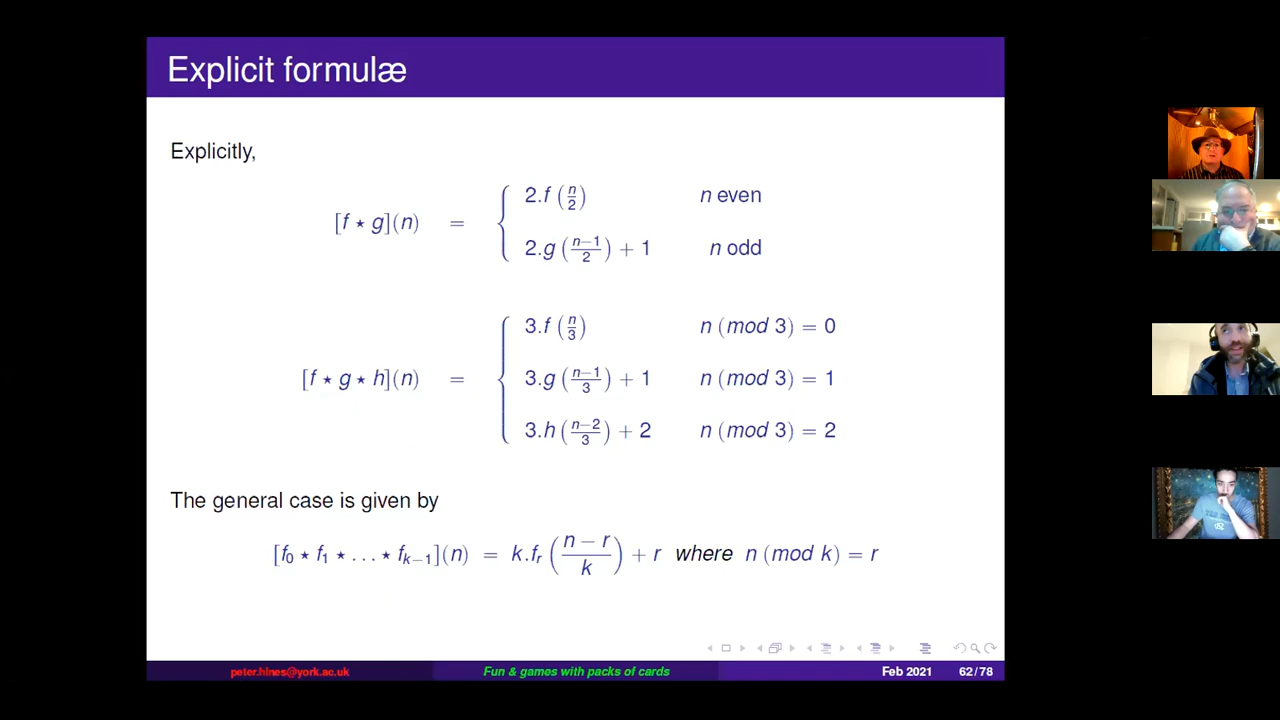 Explicit formulæ
Explicitly,
[f ⋆ g](n) = { 2.f (n/2) n even
2.g ((n−1)/2) + 1 n odd
[f ⋆ g ⋆ h](n) = { 3.f (n/3) n (mod 3) = 0
3.g ((n−1)/3) + 1 n (mod 3) = 1
3.h ((n−2)/3) + 2 n (mod 3) = 2
The general case is given by
[f₀ ⋆ f₁ ⋆ . . . ⋆ fₖ₋₁](n) = k.fᵣ ((n − r)/k) + r where n (mod k) = r
peter.hines@york.ac.uk Fun & games with packs of cards Feb 2021 62 / 78